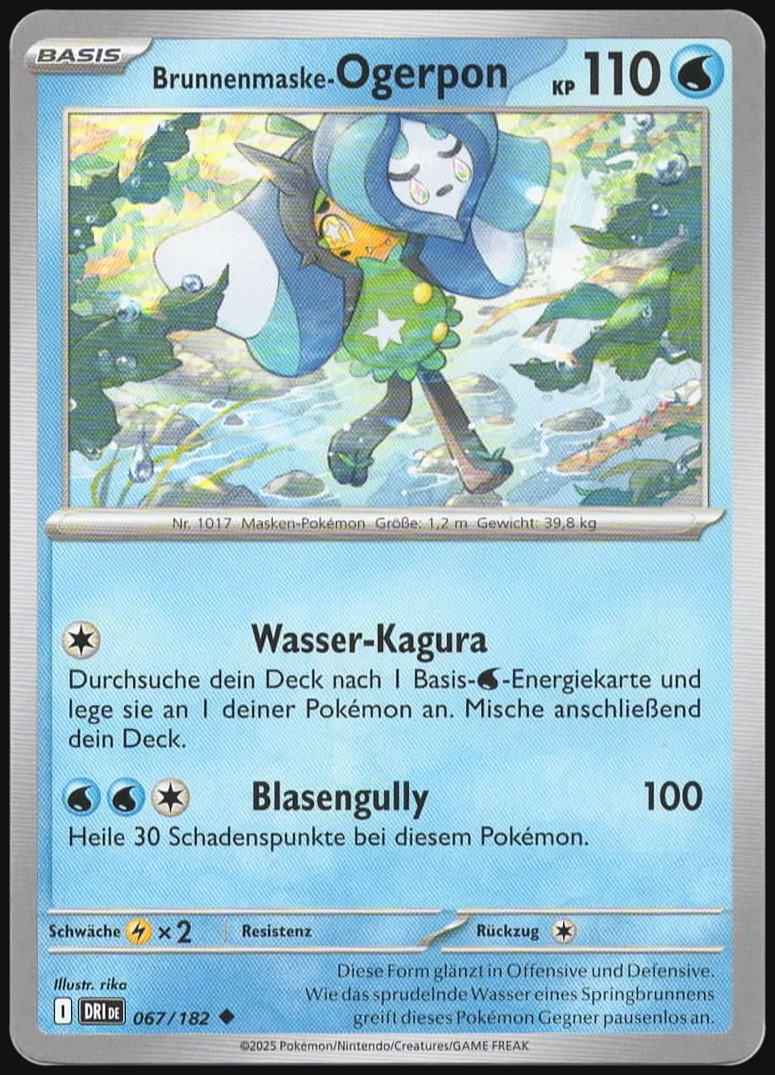 BASIS
Brunnenmaske-Ogerpon KP 110
Nr. 1017 Masken-Pokémon Größe: 1,2 m Gewicht: 39,8 kg
Wasser-Kagura
Durchsuche dein Deck nach 1 Basis- -Energiekarte und
lege sie an 1 deiner Pokémon an. Mische anschließend
dein Deck.
Blasengully 100
Heile 30 Schadenspunkte bei diesem Pokémon.
Schwäche ×2 Resistenz Rückzug
Illustr. rika
Diese Form glänzt in Offensive und Defensive.
Wie das sprudelnde Wasser eines Springbrunnens
greift dieses Pokémon Gegner pausenlos an.
I DRI DE 067/182
©2025 Pokémon/Nintendo/Creatures/GAME FREAK